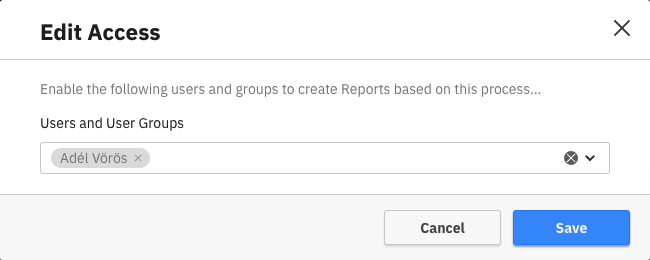 Edit Access
Enable the following users and groups to create Reports based on this process...
Users and User Groups
Adél Vörös
Cancel
Save